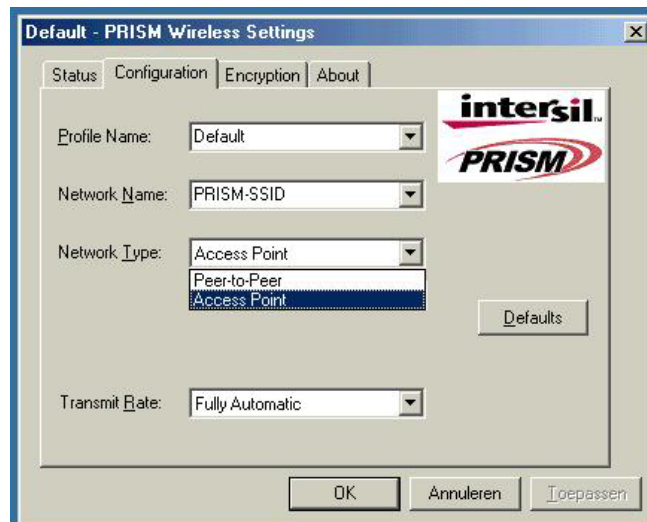 Default - PRISM Wireless Settings
Status
Configuration
Encryption
About
intersil™
PRISM
Profile Name:
Default
Network Name:
PRISM-SSID
Network Type:
Access Point
Peer-to-Peer
Access Point
Defaults
Transmit Rate:
Fully Automatic
OK
Annuleren
Toepassen